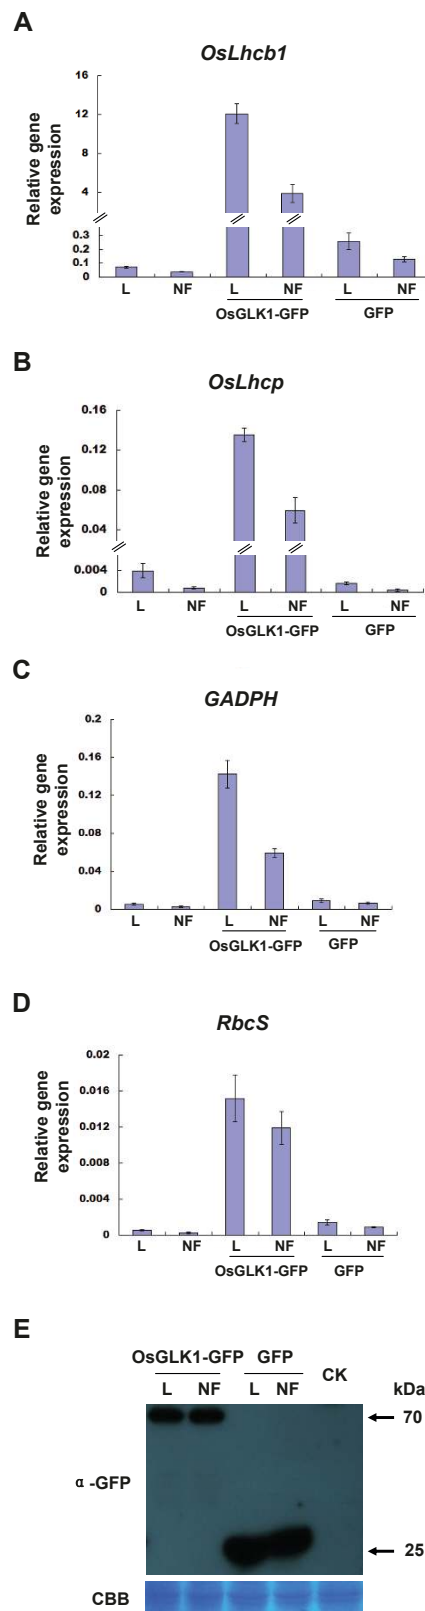 A
OsLhcb1
Relative gene
expression
16
12
8
4
0.3
0.2
0.1
0
L NF L NF L NF
OsGLK1-GFP GFP
B
OsLhcp
Relative gene
expression
0.16
0.12
0.08
0.04
0.004
0
L NF L NF L NF
OsGLK1-GFP GFP
C
GADPH
Relative gene
expression
0.2
0.16
0.12
0.08
0.04
0
L NF L NF L NF
OsGLK1-GFP GFP
D
RbcS
Relative gene
expression
0.02
0.016
0.012
0.008
0.004
0
L NF L NF L NF
OsGLK1-GFP GFP
E
OsGLK1-GFP GFP CK
L NF L NF kDa
70
α -GFP
25
CBB